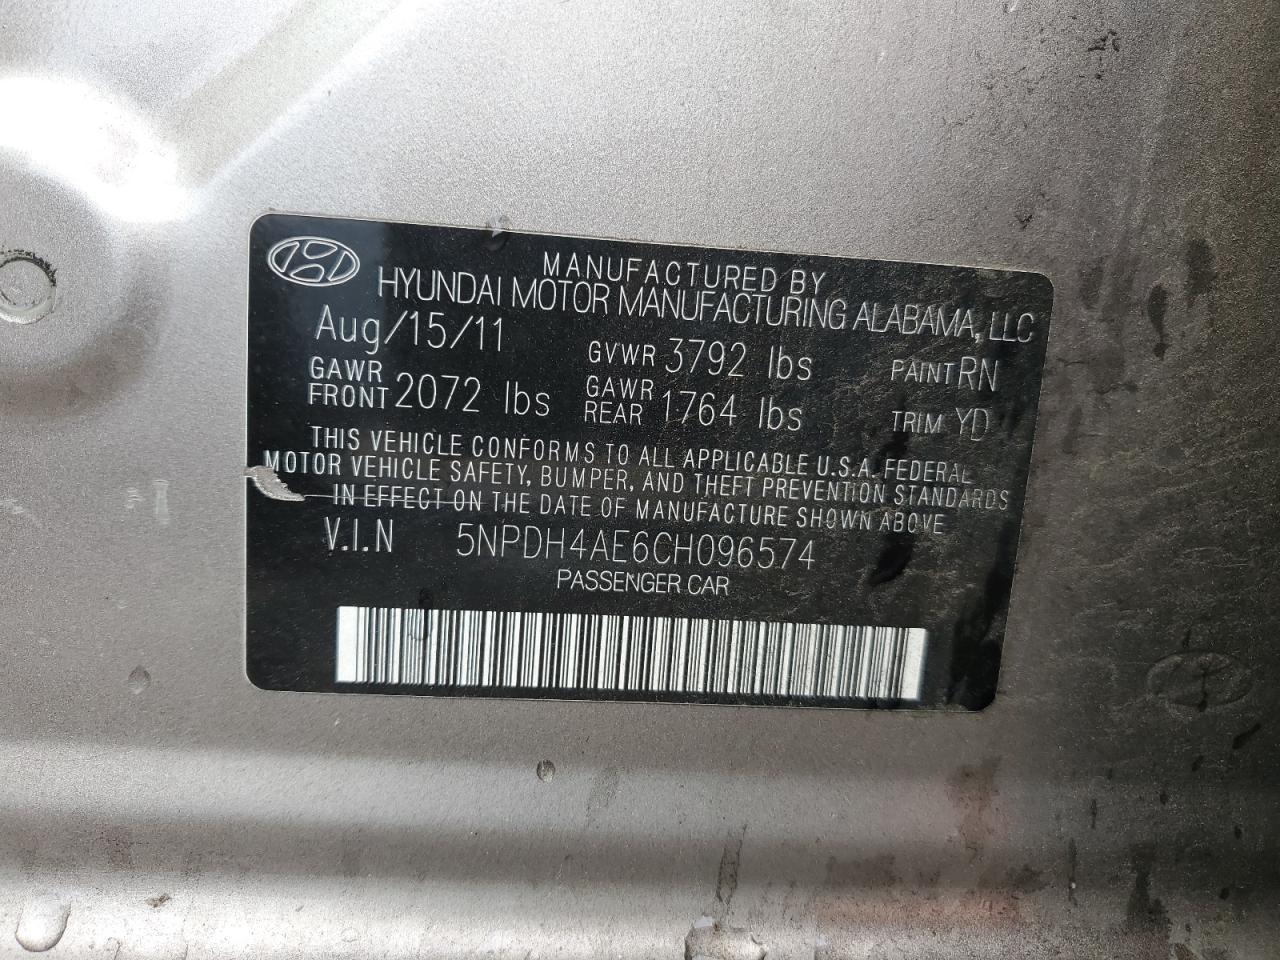 MANUFACTURED BY
HYUNDAI MOTOR MANUFACTURING ALABAMA, LLC
Aug/15/11 GVWR 3792 lbs PAINT RN
GAWR FRONT 2072 lbs GAWR REAR 1764 lbs TRIM YD
THIS VEHICLE CONFORMS TO ALL APPLICABLE U.S.A. FEDERAL
MOTOR VEHICLE SAFETY, BUMPER, AND THEFT PREVENTION STANDARDS
IN EFFECT ON THE DATE OF MANUFACTURE SHOWN ABOVE
V.I.N 5NPDH4AE6CH096574
PASSENGER CAR